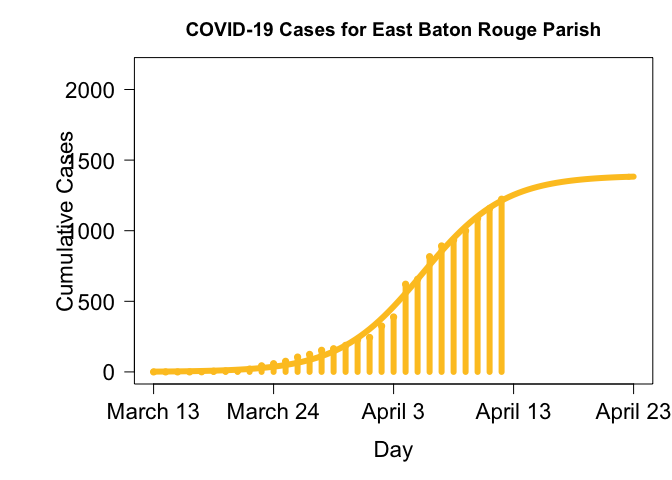 COVID-19 Cases for East Baton Rouge Parish
Cumulative Cases
2000
1500
1000
500
0
March 13 March 24 April 3 April 13 April 23
Day